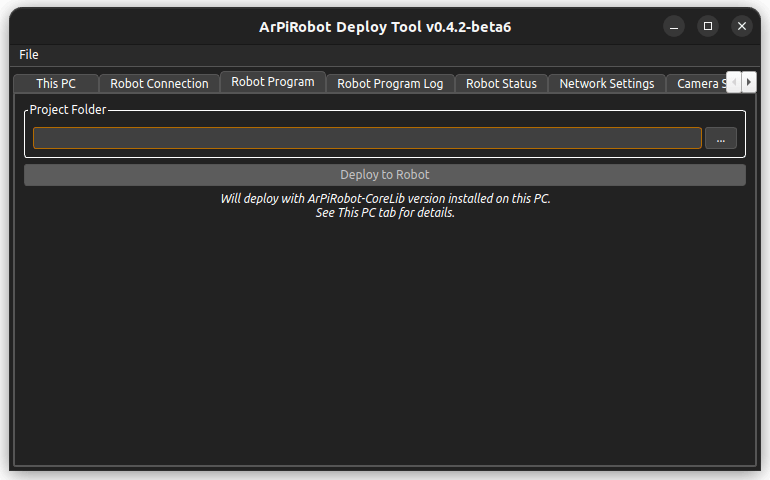 ArPiRobot Deploy Tool v0.4.2-beta6
File
This PC Robot Connection Robot Program Robot Program Log Robot Status Network Settings Camera S
Project Folder
...
Deploy to Robot
Will deploy with ArPiRobot-CoreLib version installed on this PC.
See This PC tab for details.